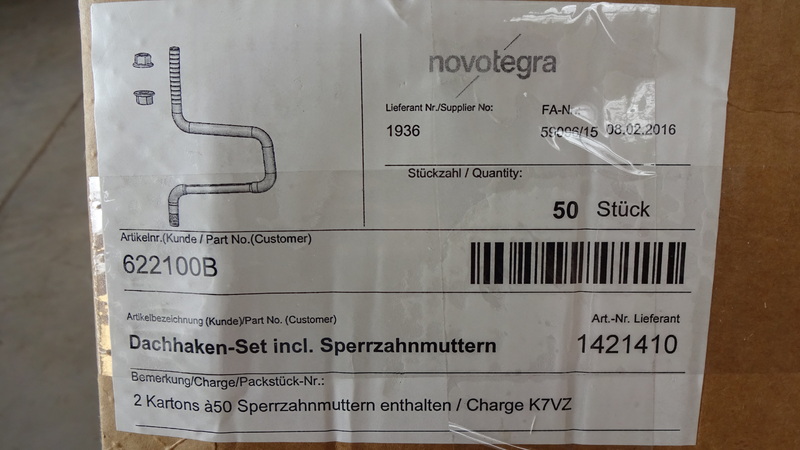 novotegra
Lieferant Nr./Supplier No:
FA-N
1936
59096/15 08.02.2016
Stückzahl / Quantity:
50 Stück
Artikelnr.(Kunde / Part No.(Customer)
622100B
Artikelbezeichnung (Kunde)/Part No. (Customer)
Art.-Nr. Lieferant
Dachhaken-Set incl. Sperrzahnmuttern
1421410
Bemerkung/Charge/Packstück-Nr.:
2 Kartons à50 Sperrzahnmuttern enthalten / Charge K7VZ